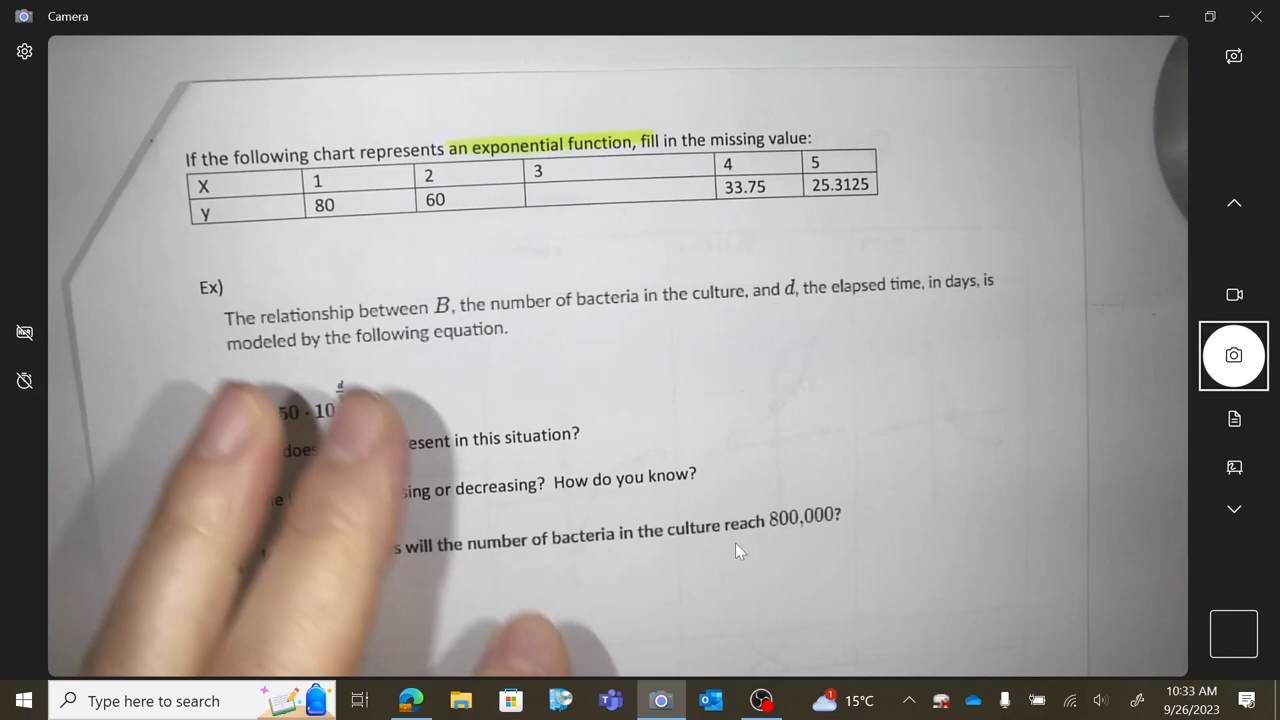 Camera
If the following chart represents an exponential function, fill in the missing value:
X 1 2 3 4 5
y 80 60 33.75 25.3125
Ex)
The relationship between B, the number of bacteria in the culture, and d, the elapsed time, in days, is
modeled by the following equation.
50 · 10 d
does esent in this situation?
sing or decreasing? How do you know?
s will the number of bacteria in the culture reach 800,000?
Type here to search
1
15°C
10:33 AM
9/26/2023